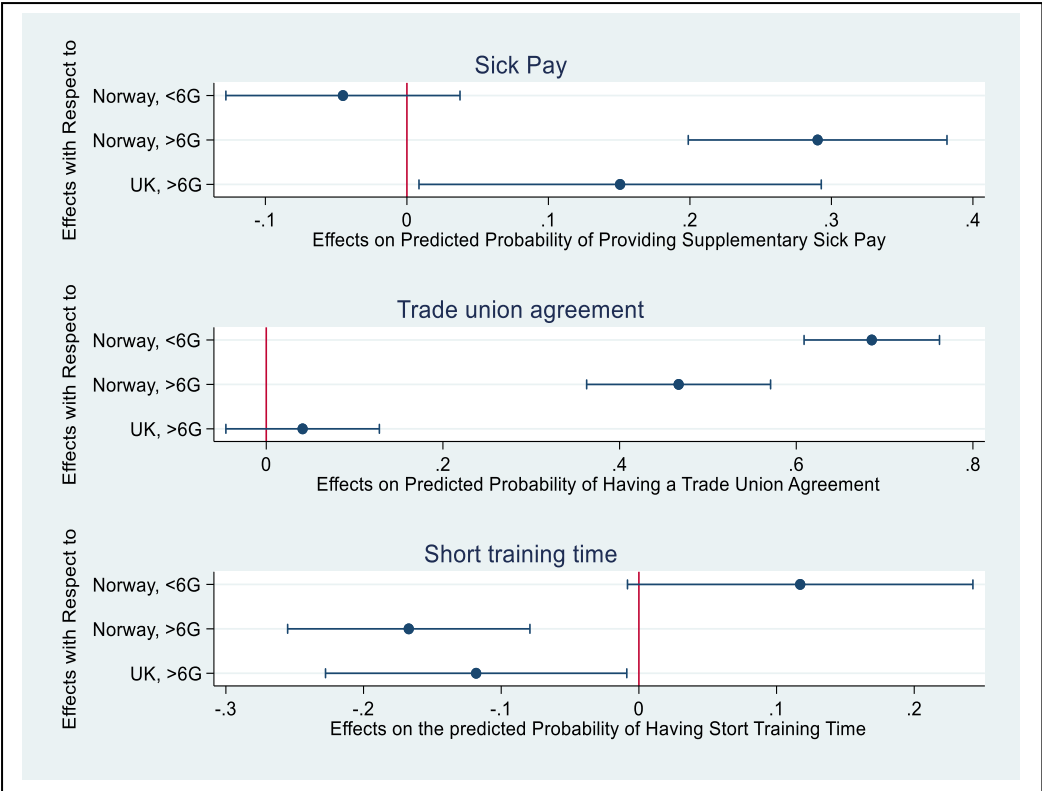 Sick Pay
Effects with Respect to
Norway, <6G
Norway, >6G
UK, >6G
-.1 0 .1 .2 .3 .4
Effects on Predicted Probability of Providing Supplementary Sick Pay
Trade union agreement
Effects with Respect to
Norway, <6G
Norway, >6G
UK, >6G
0 .2 .4 .6 .8
Effects on Predicted Probability of Having a Trade Union Agreement
Short training time
Effects with Respect to
Norway, <6G
Norway, >6G
UK, >6G
-.3 -.2 -.1 0 .1 .2
Effects on the predicted Probability of Having Stort Training Time